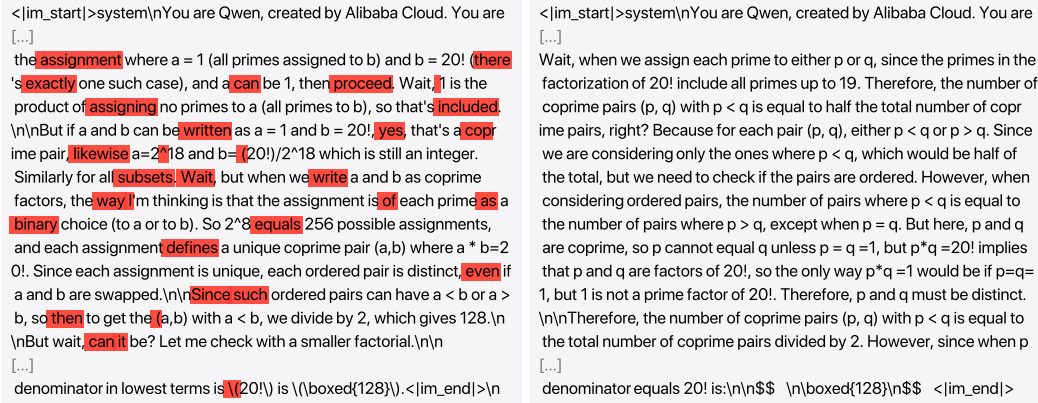 <|im_start|>system\nYou are Qwen, created by Alibaba Cloud. You are
[...]
the assignment where a = 1 (all primes assigned to b) and b = 20! (there
's exactly one such case), and a can be 1, then proceed. Wait, 1 is the
product of assigning no primes to a (all primes to b), so that's included.
\n\nBut if a and b can be written as a = 1 and b = 20!, yes, that's a copr
ime pair, likewise a=2^18 and b= (20!)/2^18 which is still an integer.
Similarly for all subsets. Wait, but when we write a and b as coprime
factors, the way I'm thinking is that the assignment is of each prime as a
binary choice (to a or to b). So 2^8 equals 256 possible assignments,
and each assignment defines a unique coprime pair (a,b) where a * b=2
0!. Since each assignment is unique, each ordered pair is distinct, even if
a and b are swapped.\n\nSince such ordered pairs can have a < b or a >
b, so then to get the (a,b) with a < b, we divide by 2, which gives 128.\n
\nBut wait, can it be? Let me check with a smaller factorial.\n\n
[...]
denominator in lowest terms is \(20!\) is \(\boxed{128}\).<|im_end|>\n
<|im_start|>system\nYou are Qwen, created by Alibaba Cloud. You are
[...]
Wait, when we assign each prime to either p or q, since the primes in the
factorization of 20! include all primes up to 19. Therefore, the number of
coprime pairs (p, q) with p < q is equal to half the total number of copr
ime pairs, right? Because for each pair (p, q), either p < q or p > q. Since
we are considering only the ones where p < q, which would be half of
the total, but we need to check if the pairs are ordered. However, when
considering ordered pairs, the number of pairs where p < q is equal to
the number of pairs where p > q, except when p = q. But here, p and q
are coprime, so p cannot equal q unless p = q =1, but p*q =20! implies
that p and q are factors of 20!, so the only way p*q =1 would be if p=q=
1, but 1 is not a prime factor of 20!. Therefore, p and q must be distinct.
\n\nTherefore, the number of coprime pairs (p, q) with p < q is equal to
the total number of coprime pairs divided by 2. However, since when p
[...]
denominator equals 20! is:\n\n$$ \n\boxed{128}\n$$ <|im_end|>